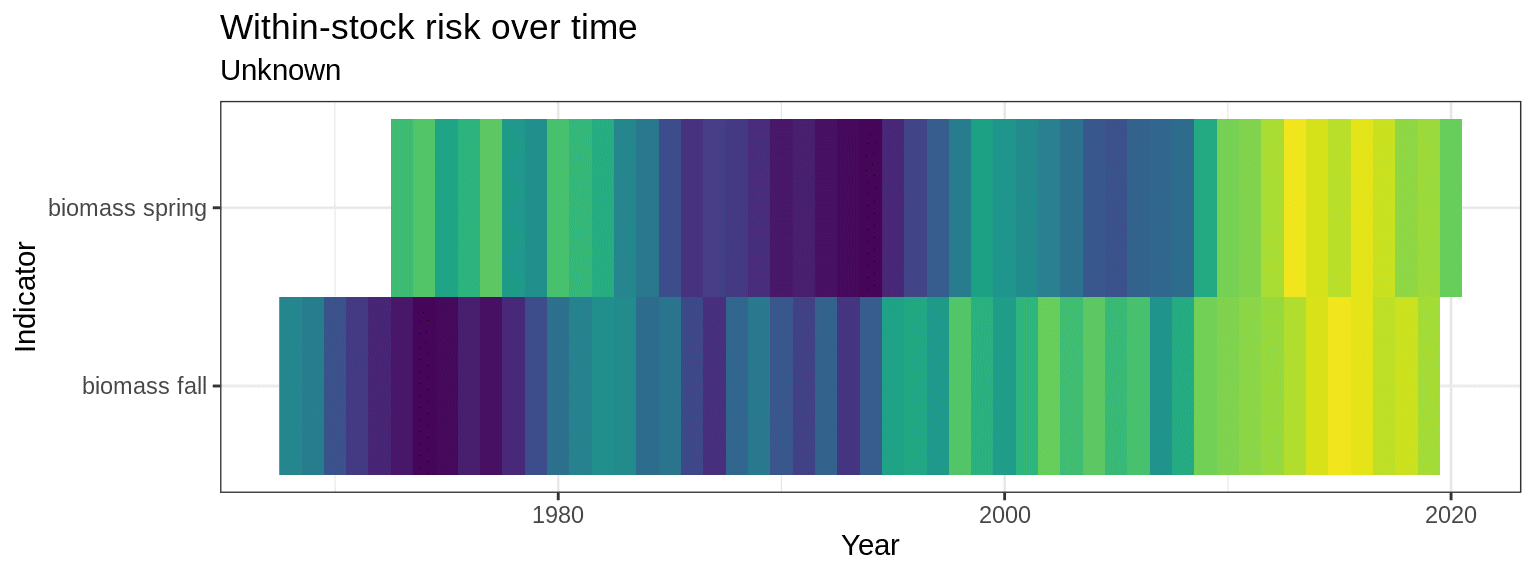 Within-stock risk over time
Unknown
Indicator
biomass spring
biomass fall
1980
2000
2020
Year